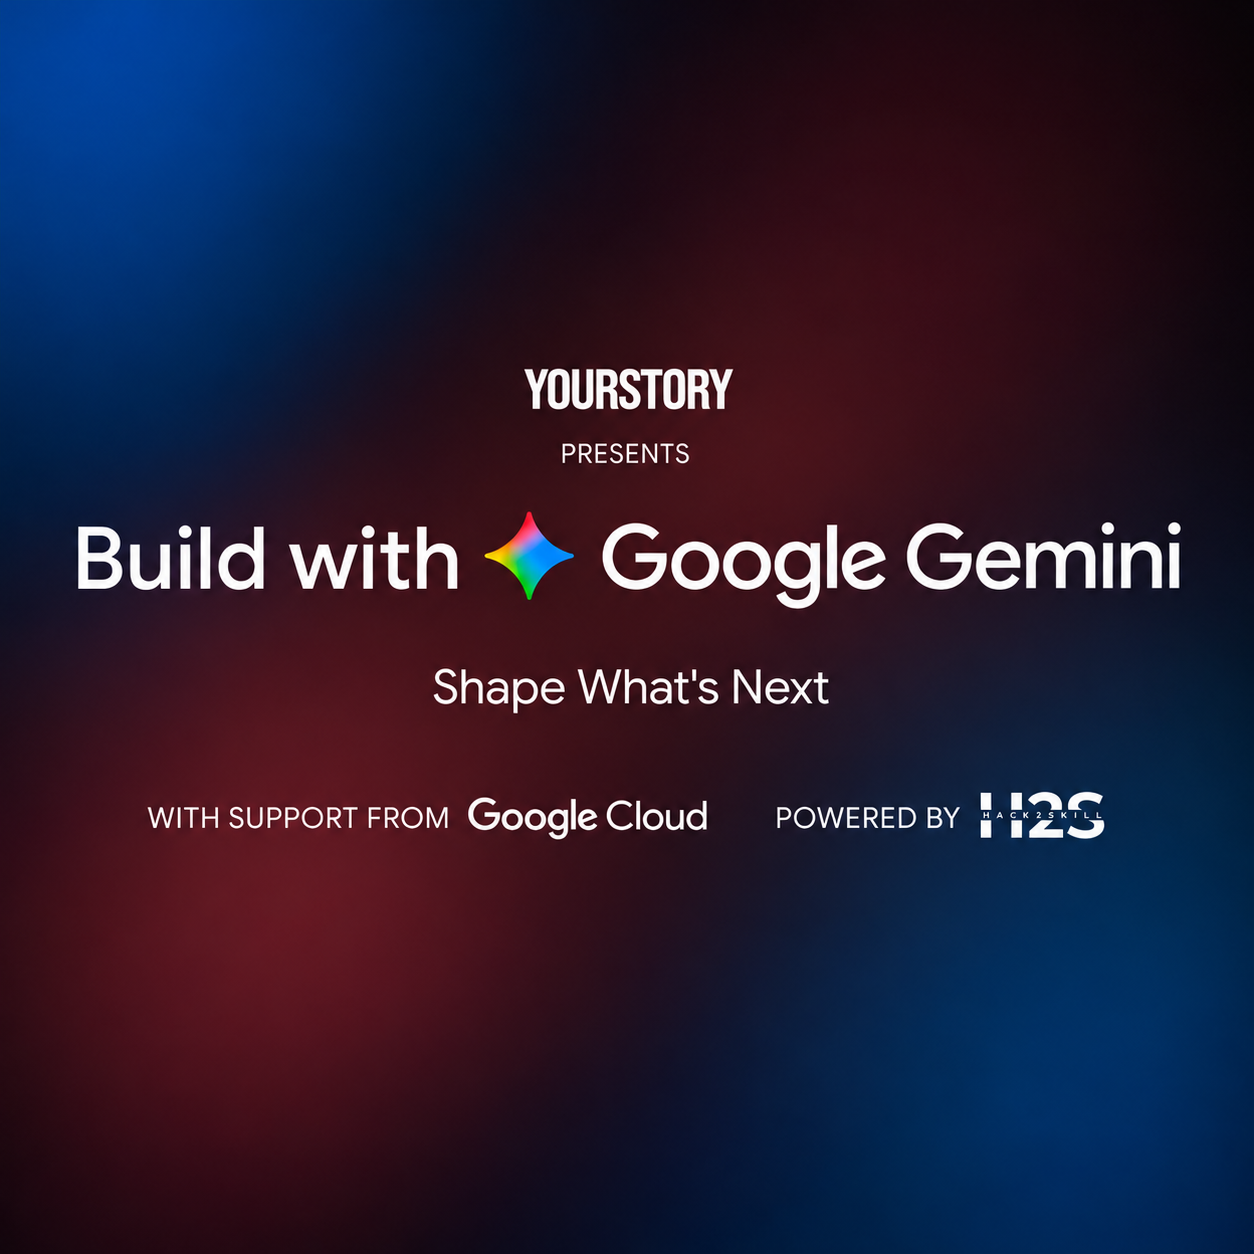 YOURSTORY
PRESENTS
Build with Google Gemini
Shape What's Next
WITH SUPPORT FROM Google Cloud POWERED BY H2S HACK2SKILL